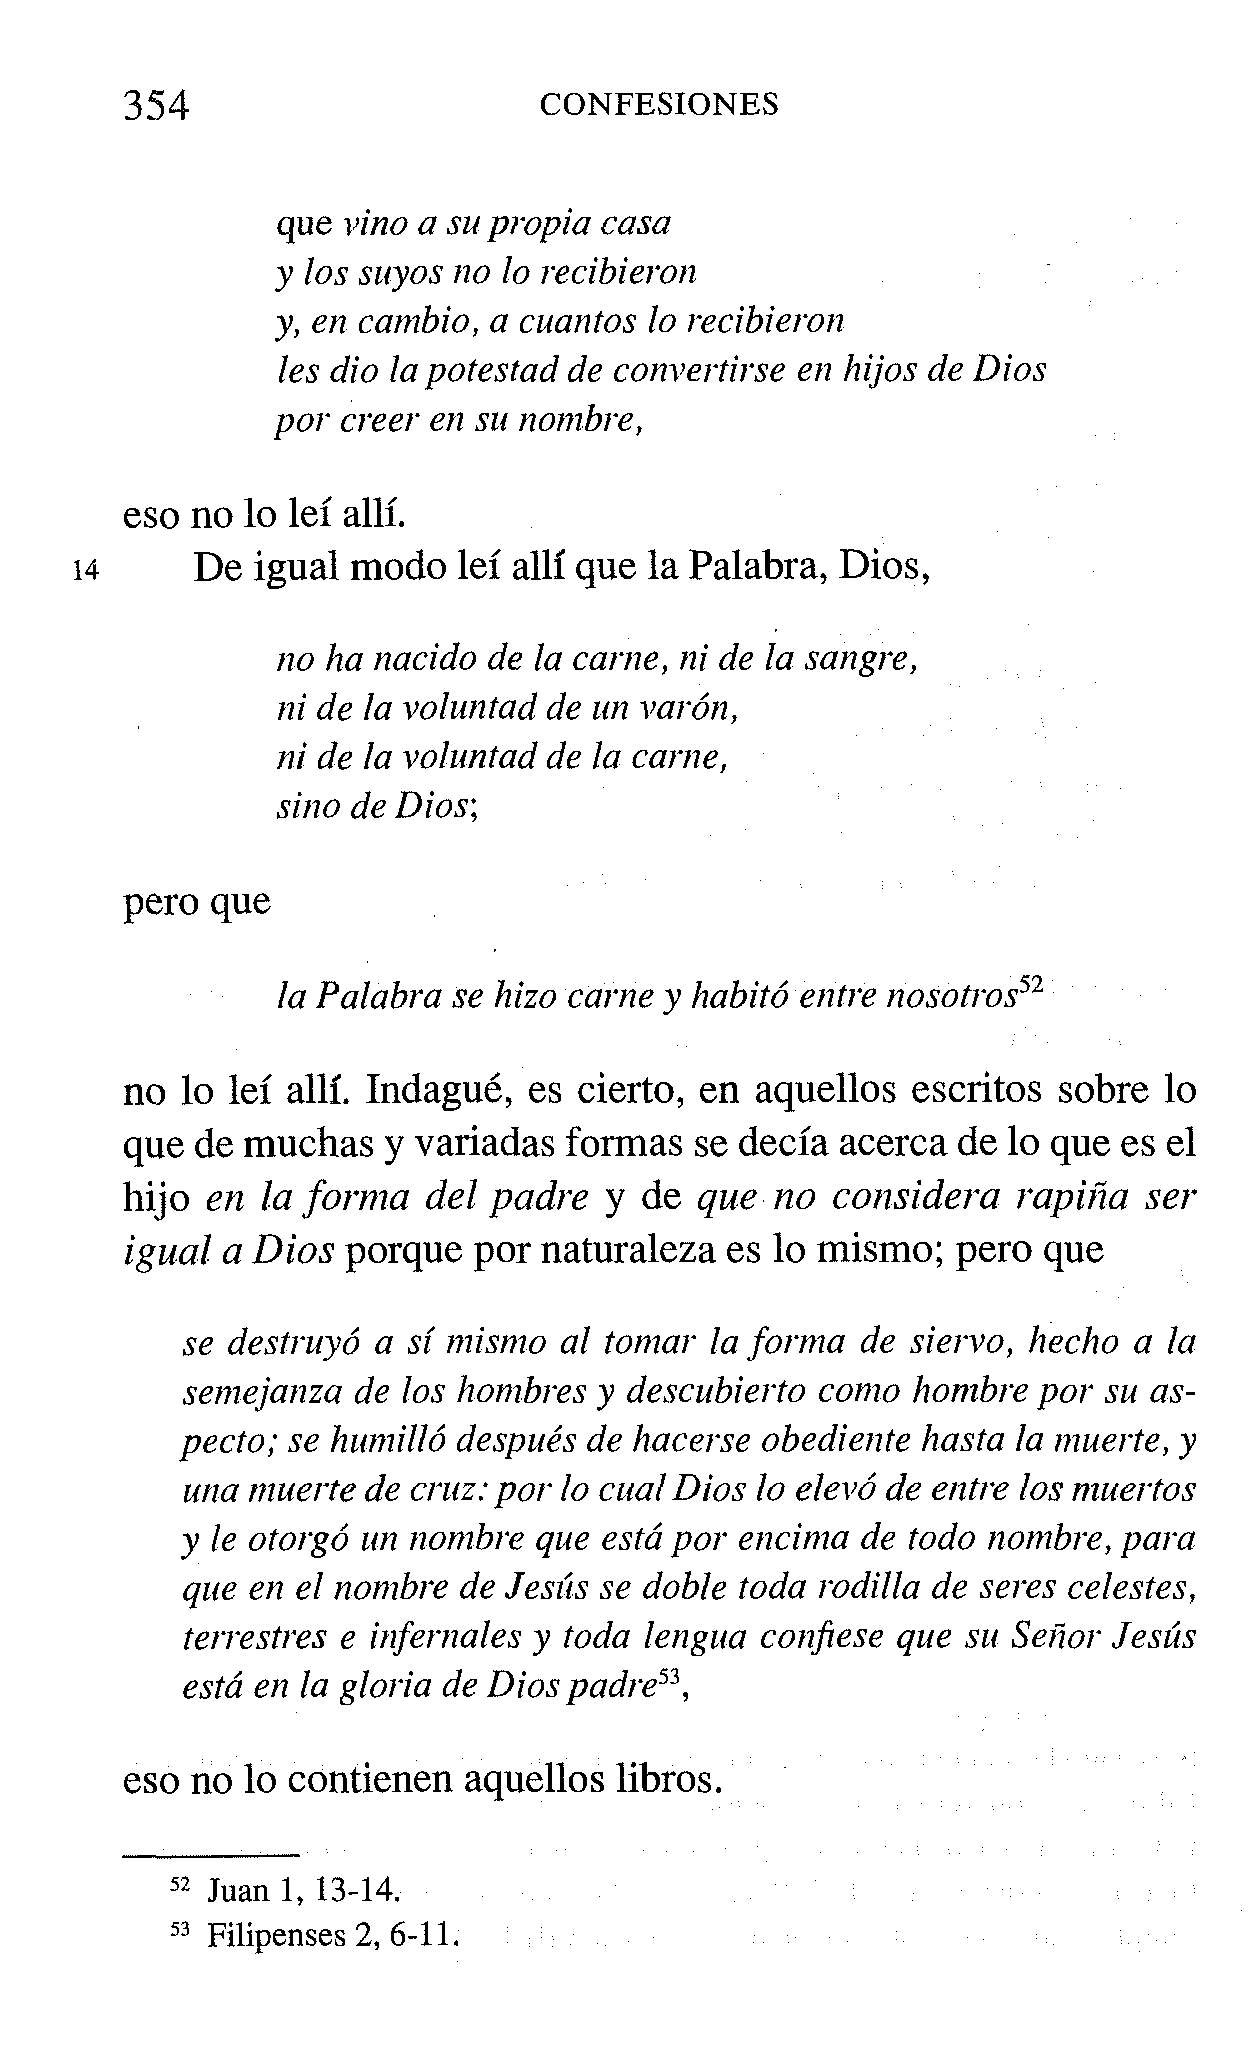 354 CONFESIONES
que vino a su propia casa
y los suyos no lo recibieron
y, en cambio, a cuantos lo recibieron
les dio la potestad de convertirse en hijos de Dios
por creer en su nombre,
eso no lo leí allí.
14 De igual modo leí allí que la Palabra, Dios,
no ha nacido de la carne, ni de la sangre,
ni de la voluntad de un varón,
ni de la voluntad de la carne,
sino de Dios;
pero que
la Palabra se hizo carne y habitó entre nosotros⁵²
no lo leí allí. Indagué, es cierto, en aquellos escritos sobre lo
que de muchas y variadas formas se decía acerca de lo que es el
hijo en la forma del padre y de que no considera rapiña ser
igual a Dios porque por naturaleza es lo mismo; pero que
se destruyó a sí mismo al tomar la forma de siervo, hecho a la
semejanza de los hombres y descubierto como hombre por su as-
pecto; se humilló después de hacerse obediente hasta la muerte, y
una muerte de cruz: por lo cual Dios lo elevó de entre los muertos
y le otorgó un nombre que está por encima de todo nombre, para
que en el nombre de Jesús se doble toda rodilla de seres celestes,
terrestres e infernales y toda lengua confiese que su Señor Jesús
está en la gloria de Dios padre⁵³,
eso no lo contienen aquellos libros.
⁵² Juan 1, 13-14.
⁵³ Filipenses 2, 6-11.